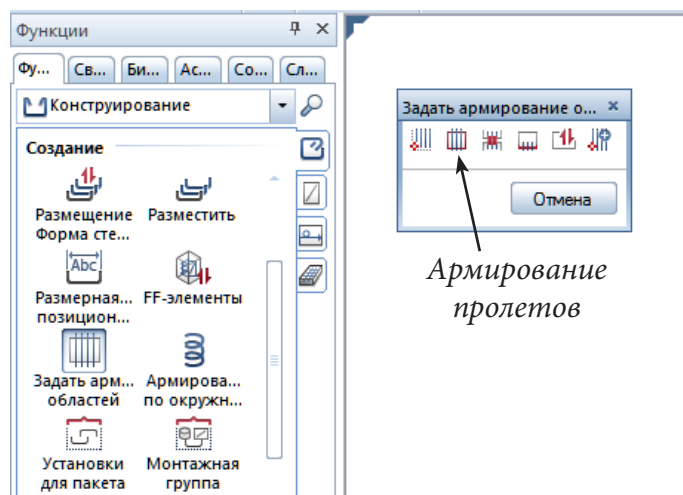 Функции
Фу... Св... Би... Ас... Со... Сл...
Конструирование
Создание
Размещение Разместить
Форма сте...
Abc
Размерная... FF-элементы
позицион...
Задать арм... Армирова...
областей по окружн...
Установки Монтажная
для пакета группа
Задать армирование о...
Отмена
Армирование
пролетов